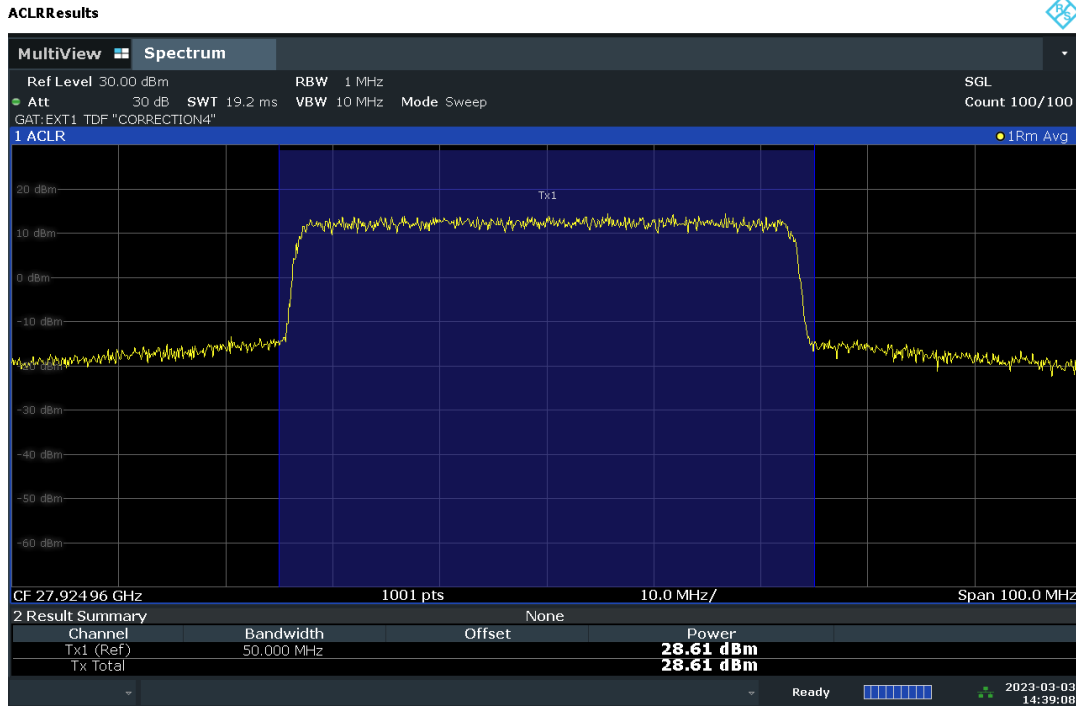 ACLRResults
R&S
MultiView Spectrum
Ref Level 30.00 dBm RBW 1 MHz SGL
Att 30 dB SWT 19.2 ms VBW 10 MHz Mode Sweep Count 100/100
GAT:EXT1 TDF "CORRECTION4"
1 ACLR 1Rm Avg
20 dBm
Tx1
10 dBm
0 dBm
-10 dBm
-20 dBm
-30 dBm
-40 dBm
-50 dBm
-60 dBm
CF 27.92496 GHz 1001 pts 10.0 MHz/ Span 100.0 MHz
2 Result Summary None
Channel Bandwidth Offset Power
Tx1 (Ref) 50.000 MHz 28.61 dBm
Tx Total 28.61 dBm
Ready 2023-03-03
14:39:08